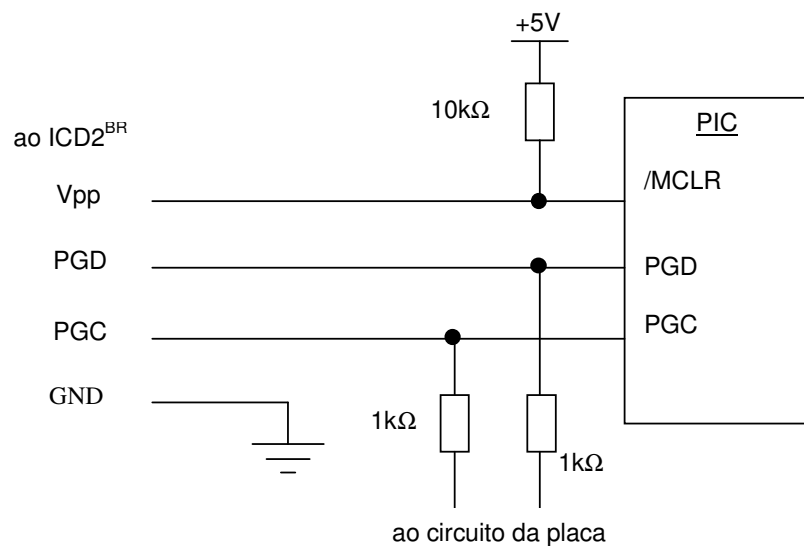 +5V
10kΩ
PIC
ao ICD2BR
/MCLR
Vpp
PGD
PGD
PGC
PGC
GND
1kΩ
1kΩ
ao circuito da placa